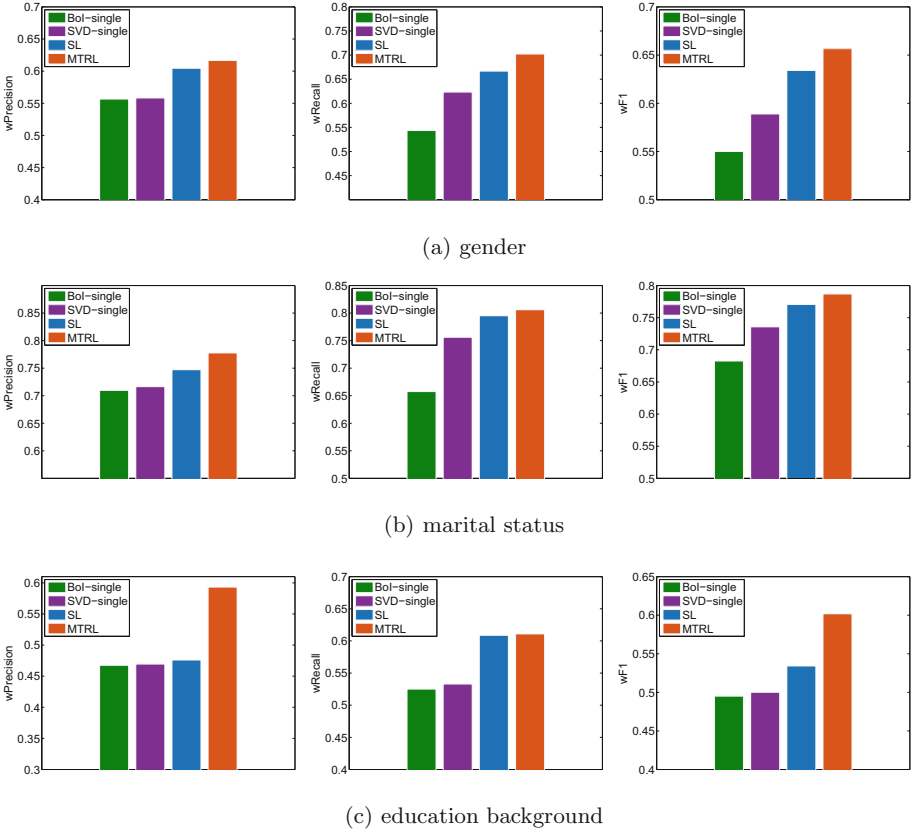 0.7
0.65
0.6
0.55
0.5
0.45
0.4
wPrecision
BoI−single
SVD−single
SL
MTRL
0.8
0.75
0.7
0.65
0.6
0.55
0.5
0.45
wRecall
BoI−single
SVD−single
SL
MTRL
0.7
0.65
0.6
0.55
0.5
wF1
BoI−single
SVD−single
SL
MTRL
(a) gender
0.85
0.8
0.75
0.7
0.65
0.6
wPrecision
BoI−single
SVD−single
SL
MTRL
0.85
0.8
0.75
0.7
0.65
0.6
0.55
0.5
wRecall
BoI−single
SVD−single
SL
MTRL
0.8
0.75
0.7
0.65
0.6
0.55
0.5
wF1
BoI−single
SVD−single
SL
MTRL
(b) marital status
0.6
0.55
0.5
0.45
0.4
0.35
0.3
wPrecision
BoI−single
SVD−single
SL
MTRL
0.7
0.65
0.6
0.55
0.5
0.45
0.4
wRecall
BoI−single
SVD−single
SL
MTRL
0.65
0.6
0.55
0.5
0.45
0.4
wF1
BoI−single
SVD−single
SL
MTRL
(c) education background